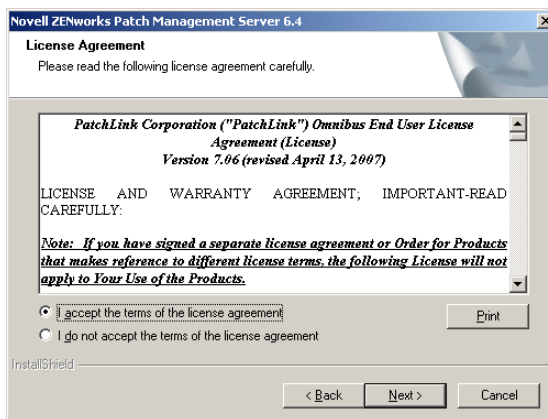 Novell ZENworks Patch Management Server 6.4
License Agreement
Please read the following license agreement carefully.
PatchLink Corporation ("PatchLink") Omnibus End User License
Agreement (License)
Version 7.06 (revised April 13, 2007)
LICENSE AND WARRANTY AGREEMENT; IMPORTANT-READ
CAREFULLY:
Note: If you have signed a separate license agreement or Order for Products
that makes reference to different license terms, the following License will not
apply to Your Use of the Products.
I accept the terms of the license agreement
Print
I do not accept the terms of the license agreement
InstallShield
< Back
Next >
Cancel